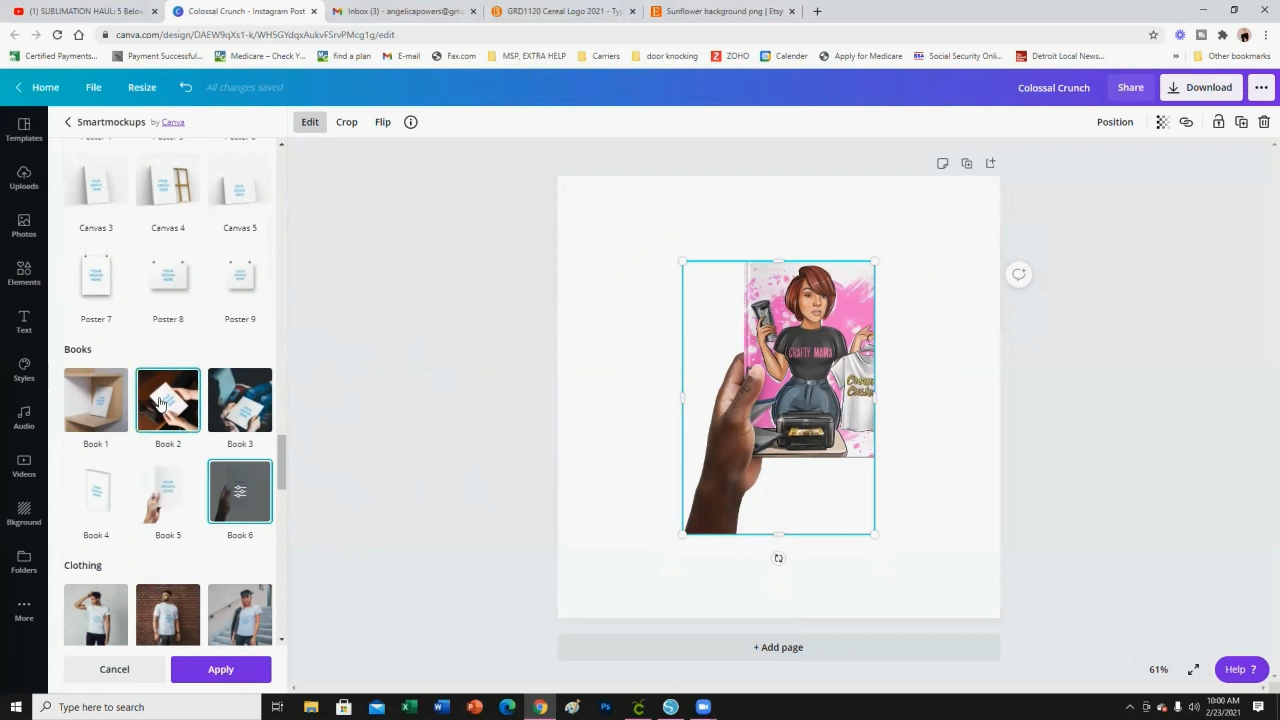 (1) SUBLIMATION HAUL: 5 Below
Colossal Crunch - Instagram Post
Inbox (3) - angelicapowers@gmu
GRD1120 Cereal Logo 2021 - Ty
Sunflower background png | Etsy
canva.com/design/DAEW9qXs1-k/WH5GYdqxAukvFSrvPMcg1g/edit
Certified Payments...
Payment Successful...
Medicare – Check Y...
find a plan
E-mail
Fax.com
MSP, EXTRA HELP
Carriers
door knocking
ZOHO
Calender
Apply for Medicare
Social Security Onli...
Detroit Local News...
»
Other bookmarks
Home
File
Resize
All changes saved
Colossal Crunch
Share
Download
Smartmockups by Canva
Edit
Crop
Flip
Position
Templates
Uploads
Photos
Elements
Text
Styles
Audio
Videos
Bkground
Folders
More
Canvas 3
Canvas 4
Canvas 5
Poster 7
Poster 8
Poster 9
Books
Book 1
Book 2
Book 3
Book 4
Book 5
Book 6
Clothing
Cancel
Apply
CRAFTY MAMA
+ Add page
61%
Help ?
Type here to search
10:00 AM
2/23/2021